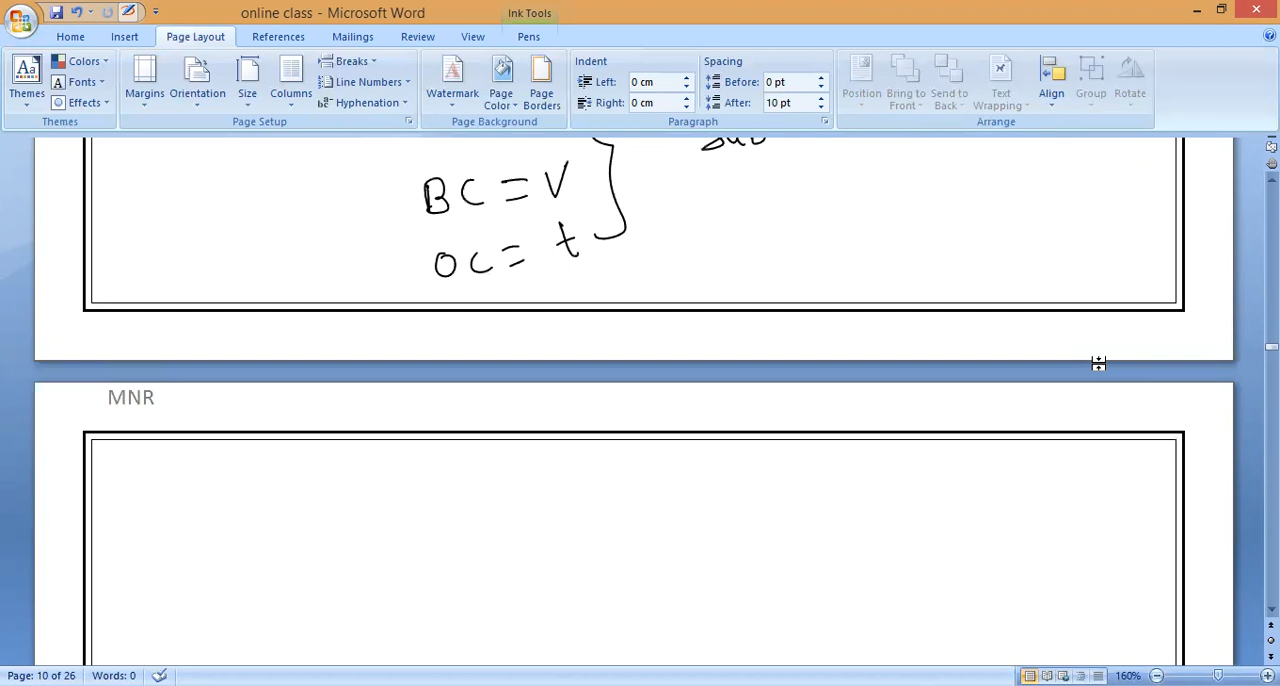 online class - Microsoft Word
Ink Tools
Home
Insert
Page Layout
References
Mailings
Review
View
Pens
Themes
Colors
Fonts
Effects
Themes
Margins
Orientation
Size
Columns
Breaks
Line Numbers
Hyphenation
Page Setup
Watermark
Page Color
Page Borders
Page Background
Indent
Left: 0 cm
Right: 0 cm
Spacing
Before: 0 pt
After: 10 pt
Paragraph
Position
Bring to Front
Send to Back
Text Wrapping
Align
Group
Rotate
Arrange
BC = V
OC = t
MNR
Page: 10 of 26
Words: 0
160%